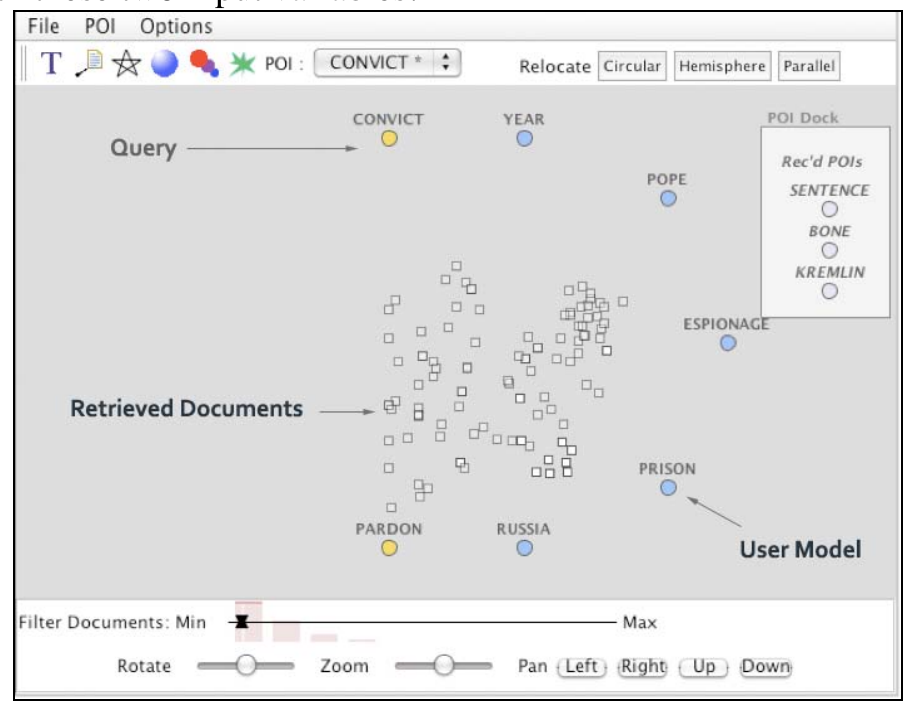 File POI Options
T POI : CONVICT * Relocate Circular Hemisphere Parallel
CONVICT YEAR POI Dock
Query
Rec'd POIs
POPE
SENTENCE
BONE
KREMLIN
ESPIONAGE
Retrieved Documents
PRISON
PARDON RUSSIA
User Model
Filter Documents: Min Max
Rotate Zoom Pan Left Right Up Down